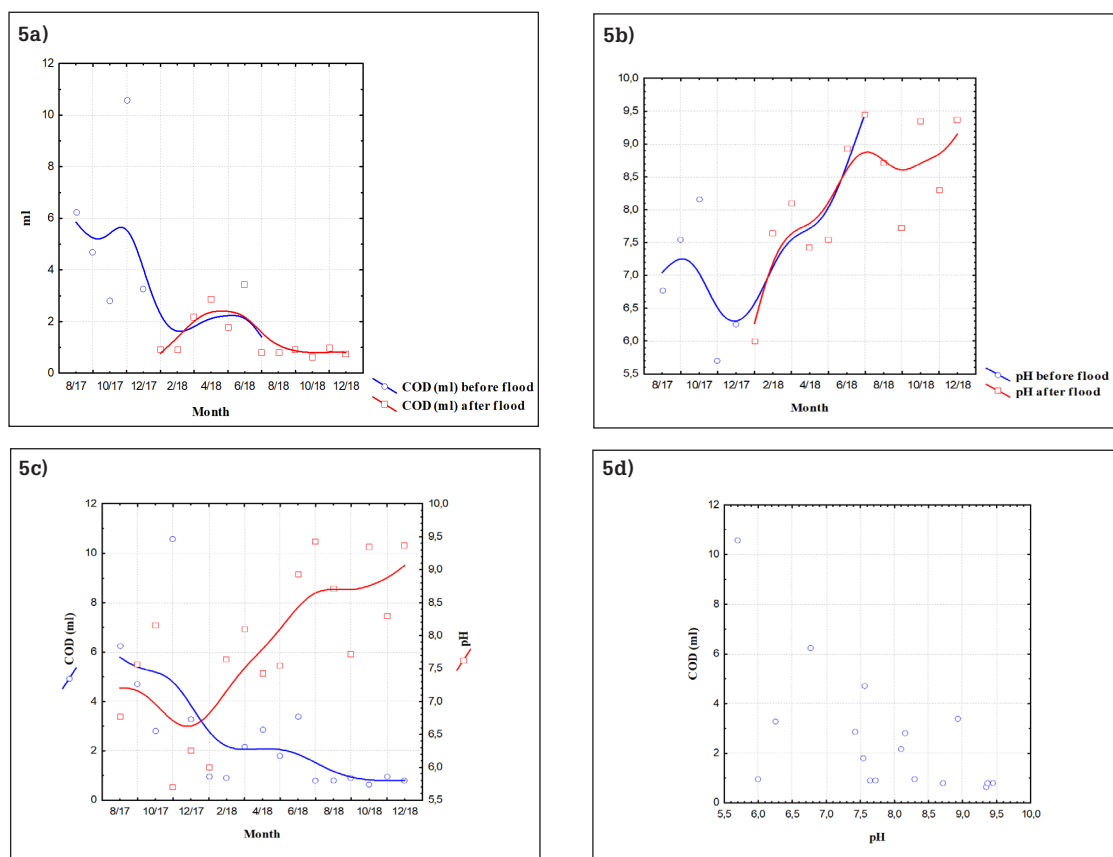 5a)
12
10
8
6
4
2
0
ml
8/17 10/17 12/17 2/18 4/18 6/18 8/18 10/18 12/18
Month
COD (ml) before flood
COD (ml) after flood
5b)
10,0
9,5
9,0
8,5
8,0
7,5
7,0
6,5
6,0
5,5
8/17 10/17 12/17 2/18 4/18 6/18 8/18 10/18 12/18
Month
pH before flood
pH after flood
5c)
12
10
8
6
4
2
0
COD (ml)
10,0
9,5
9,0
8,5
8,0
7,5
7,0
6,5
6,0
5,5
pH
8/17 10/17 12/17 2/18 4/18 6/18 8/18 10/18 12/18
Month
5d)
12
10
8
6
4
2
0
COD (ml)
5,5 6,0 6,5 7,0 7,5 8,0 8,5 9,0 9,5 10,0
pH